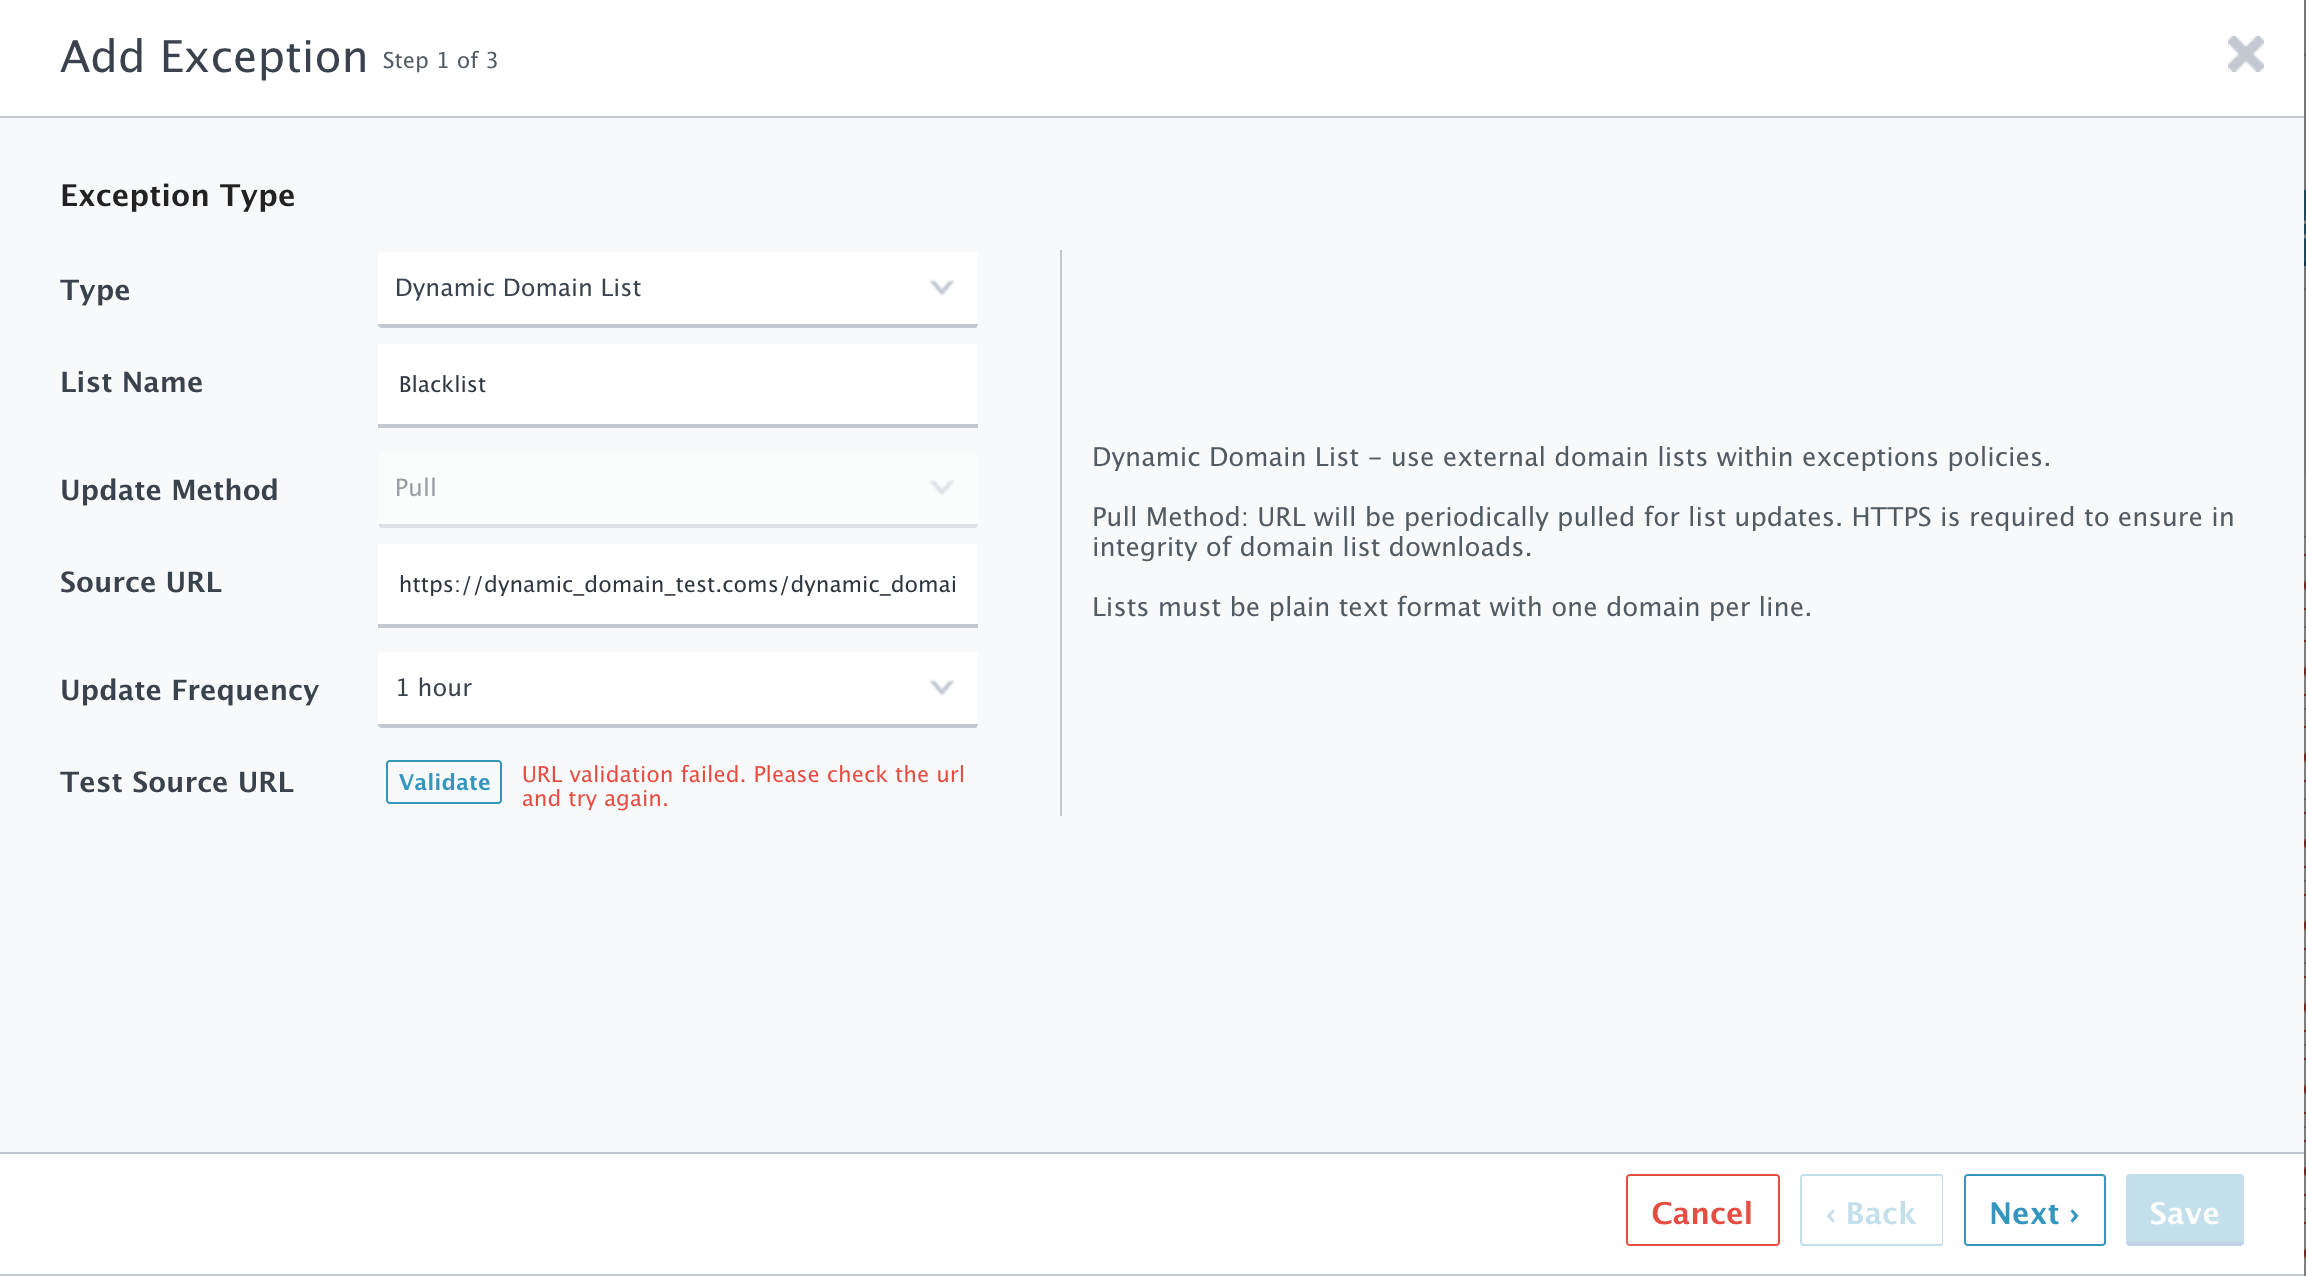 Add Exception Step 1 of 3
Exception Type
Type
Dynamic Domain List
List Name
Blacklist
Update Method
Pull
Source URL
https://dynamic_domain_test.coms/dynamic_domai
Update Frequency
1 hour
Test Source URL
Validate
URL validation failed. Please check the url
and try again.
Dynamic Domain List – use external domain lists within exceptions policies.
Pull Method: URL will be periodically pulled for list updates. HTTPS is required to ensure in
integrity of domain list downloads.
Lists must be plain text format with one domain per line.
Cancel
‹ Back
Next ›
Save